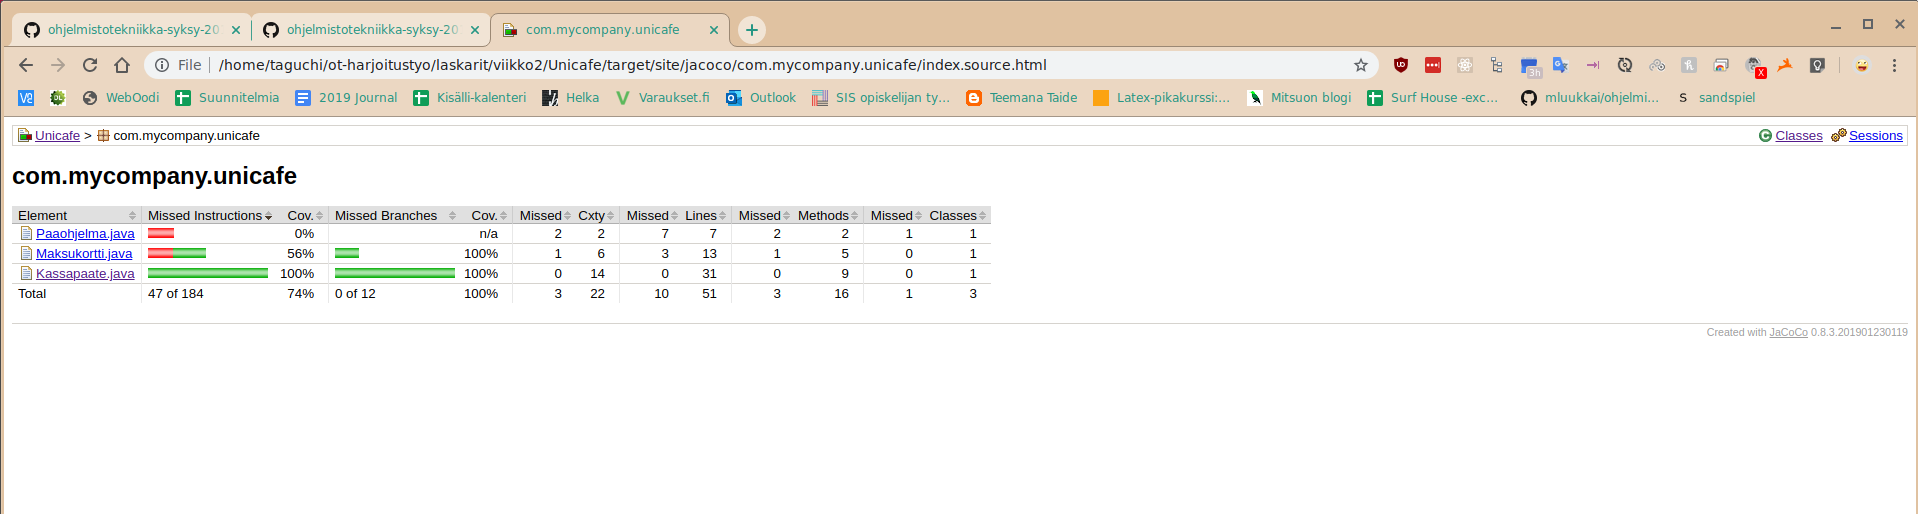 ohjelmistotekniikka-syksy-20
ohjelmistotekniikka-syksy-20
com.mycompany.unicafe
File /home/taguchi/ot-harjoitustyo/laskarit/viikko2/Unicafe/target/site/jacoco/com.mycompany.unicafe/index.source.html
3h
X
WebOodi Suunnitelmia 2019 Journal Kisälli-kalenteri Helka Varaukset.fi Outlook SIS opiskelijan ty... Teemana Taide Latex-pikakurssi:... Mitsuon blogi Surf House -exc... mluukkai/ohjelmi... S sandspiel
Unicafe > com.mycompany.unicafe Classes Sessions
com.mycompany.unicafe
Element Missed Instructions Cov. Missed Branches Cov. Missed Cxty Missed Lines Missed Methods Missed Classes
Paaohjelma.java 0% n/a 2 2 7 7 2 2 1 1
Maksukortti.java 56% 100% 1 6 3 13 1 5 0 1
Kassapaate.java 100% 100% 0 14 0 31 0 9 0 1
Total 47 of 184 74% 0 of 12 100% 3 22 10 51 3 16 1 3
Created with JaCoCo 0.8.3.201901230119